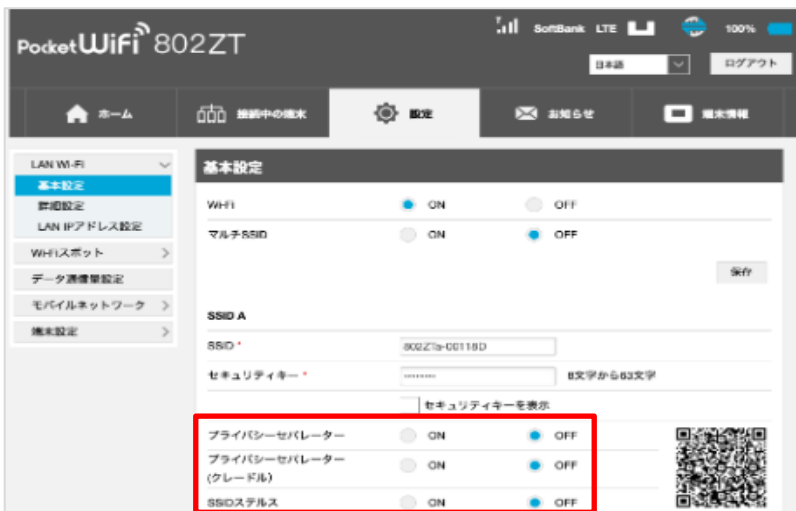 PocketWiFi 802ZT
SoftBank LTE 100%
日本語 ログアウト
ホーム 接続中の端末 設定 お知らせ 端末情報
LAN Wi-Fi
基本設定
詳細設定
LAN IPアドレス設定
Wi-Fiスポット
データ通信量設定
モバイルネットワーク
端末設定
基本設定
Wi-Fi ON OFF
マルチSSID ON OFF
保存
SSID A
SSID * 802ZTa-00118D
セキュリティキー * ········ 8文字から63文字
セキュリティキーを表示
プライバシーセパレーター ON OFF
プライバシーセパレーター
(クレードル) ON OFF
SSIDステルス ON OFF